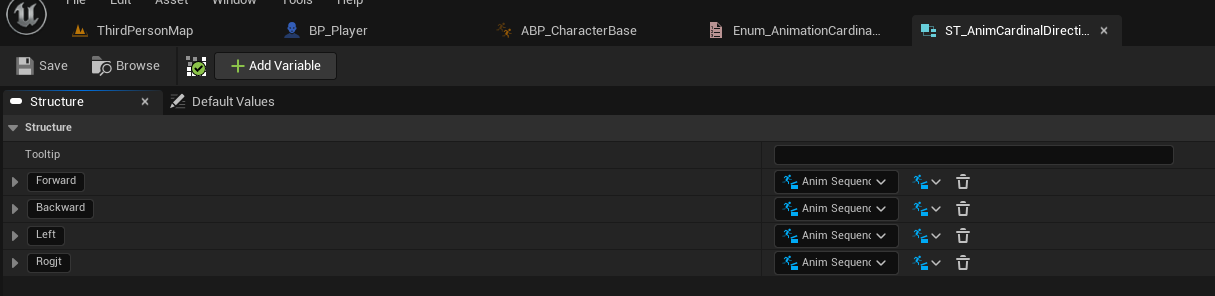 File Edit Asset Window Tools Help
ThirdPersonMap BP_Player ABP_CharacterBase Enum_AnimationCardina... ST_AnimCardinalDirecti...
Save Browse Add Variable
Structure Default Values
Structure
Tooltip
Forward Anim Sequenc
Backward Anim Sequenc
Left Anim Sequenc
Rogjt Anim Sequenc